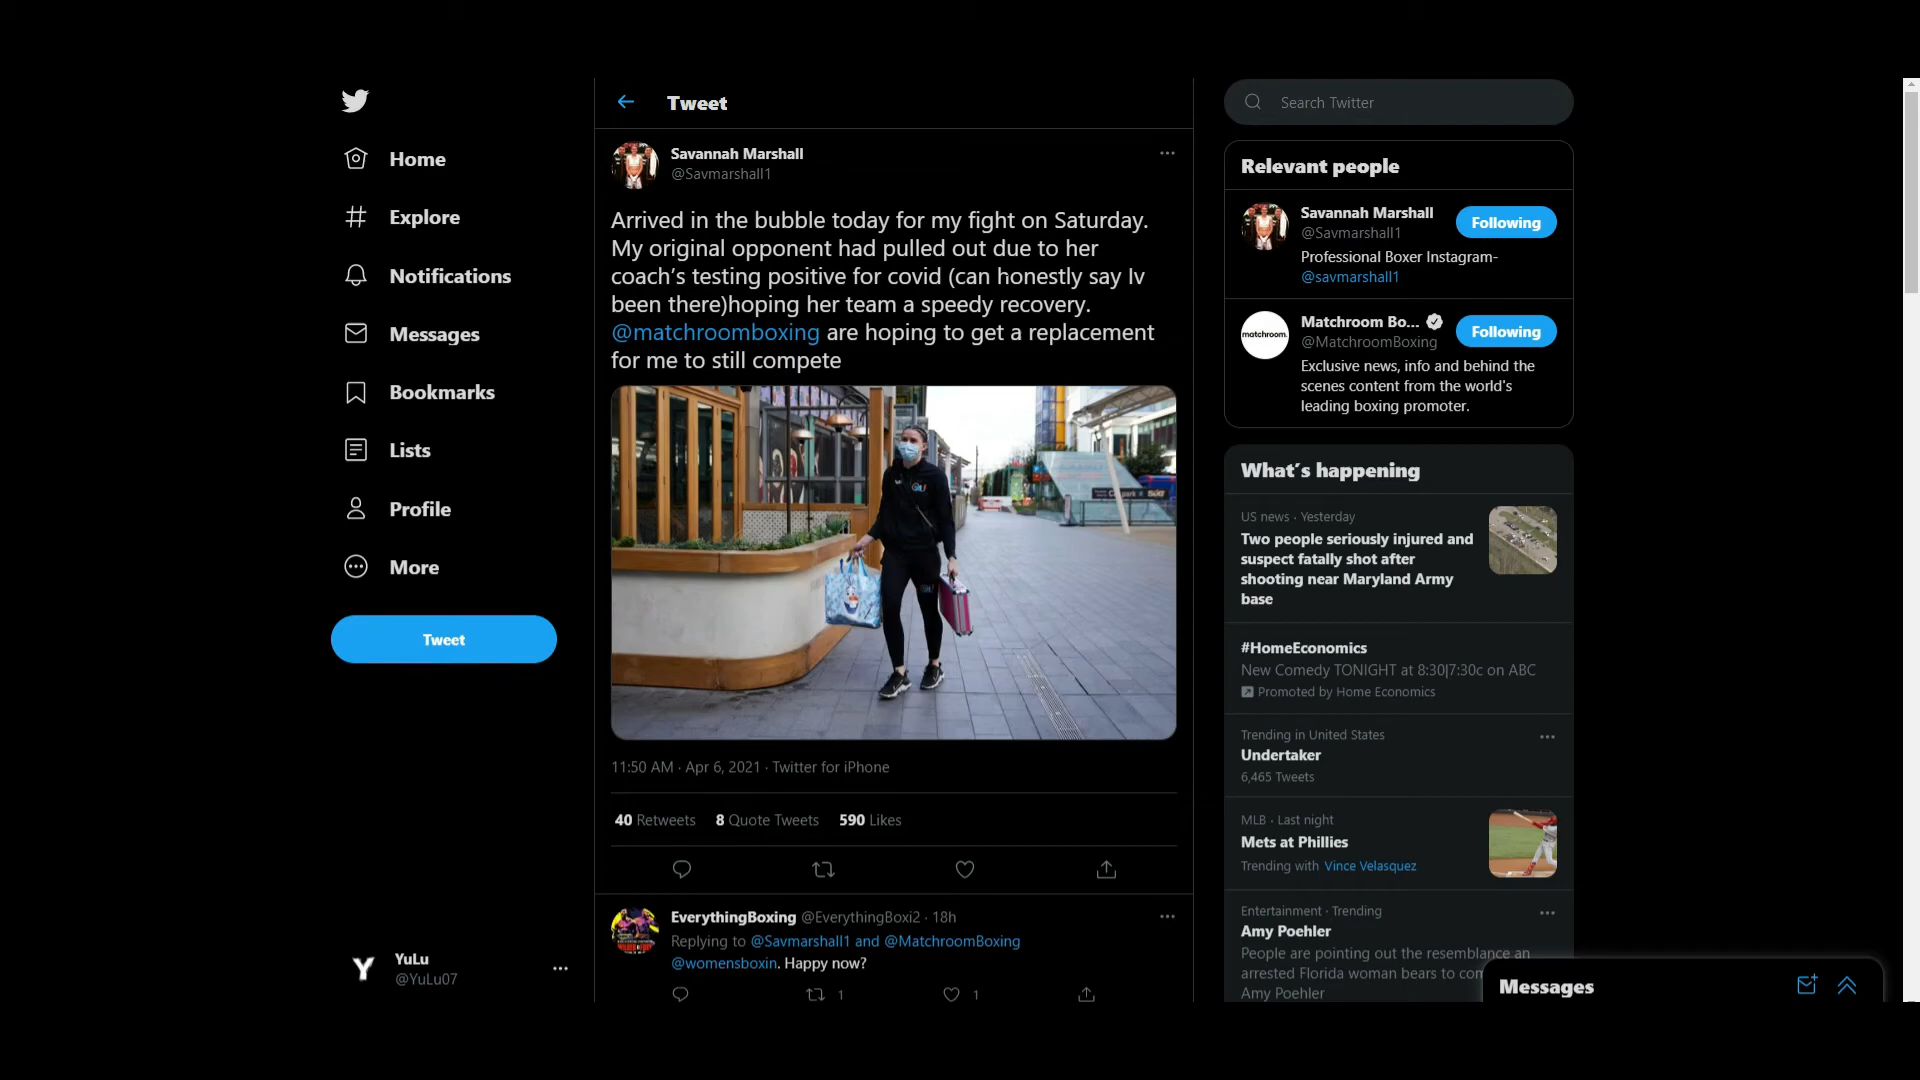 Home
Explore
Notifications
Messages
Bookmarks
Lists
Profile
More
Tweet
YuLu
@YuLu07
Tweet
Savannah Marshall
@Savmarshall1
Arrived in the bubble today for my fight on Saturday.
My original opponent had pulled out due to her
coach's testing positive for covid (can honestly say Iv
been there)hoping her team a speedy recovery.
@matchroomboxing are hoping to get a replacement
for me to still compete
11:50 AM · Apr 6, 2021 · Twitter for iPhone
40 Retweets 8 Quote Tweets 590 Likes
EverythingBoxing @EverythingBoxi2 · 18h
Replying to @Savmarshall1 and @MatchroomBoxing
@womensboxin. Happy now?
1 1
Search Twitter
Relevant people
Savannah Marshall
@Savmarshall1
Following
Professional Boxer Instagram-
@savmarshall1
matchroom.
Matchroom Bo...
@MatchroomBoxing
Following
Exclusive news, info and behind the
scenes content from the world's
leading boxing promoter.
What's happening
US news · Yesterday
Two people seriously injured and
suspect fatally shot after
shooting near Maryland Army
base
#HomeEconomics
New Comedy TONIGHT at 8:30|7:30c on ABC
Promoted by Home Economics
Trending in United States
Undertaker
6,465 Tweets
MLB · Last night
Mets at Phillies
Trending with Vince Velasquez
Entertainment · Trending
Amy Poehler
People are pointing out the resemblance an
arrested Florida woman bears to com
Amy Poehler
Messages